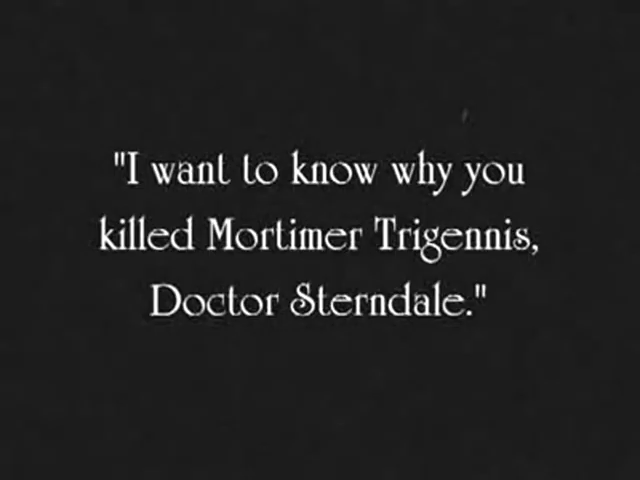 "I want to know why you
killed Mortimer Trigennis,
Doctor Sterndale."